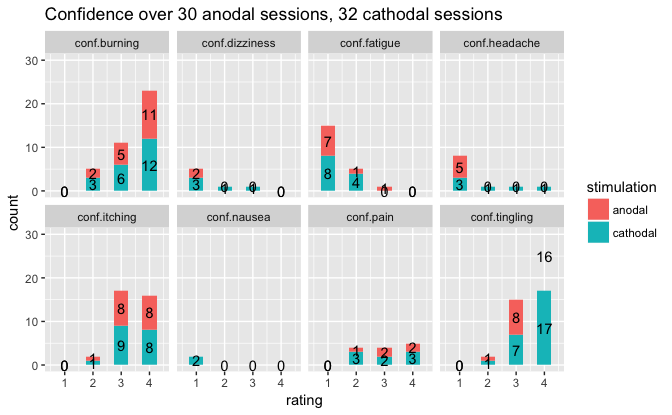 Confidence over 30 anodal sessions, 32 cathodal sessions
conf.burning conf.dizziness conf.fatigue conf.headache
30
20
10
0
0 2 3 5 6 11 12
2 3 0
7 8 1 4 1 0 0
5 3
conf.itching conf.nausea conf.pain conf.tingling
30
20
10
0
0 1 8 9 8 8
2 0 0 0
0 1 3 2 2 2 3
0 1 8 7 16 17
1 2 3 4 1 2 3 4 1 2 3 4 1 2 3 4
rating
count
stimulation
anodal
cathodal